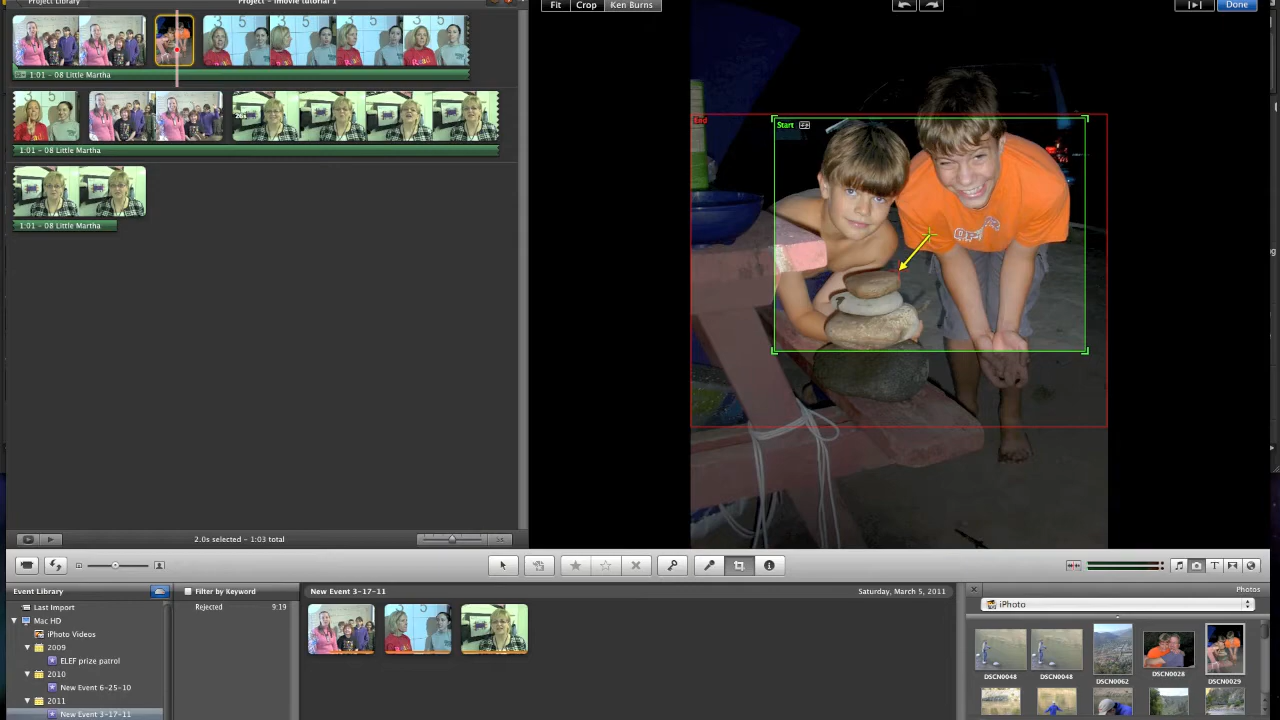 Project Library
Project - imovie tutorial 1
Fit
Crop
Ken Burns
Done
1:01 - 08 Little Martha
1:01 - 08 Little Martha
1:01 - 08 Little Martha
End
Start
2.0s selected - 1:03 total
5s
Event Library
Filter by Keyword
New Event 3-17-11
Saturday, March 5, 2011
Photos
Last Import
Rejected
9:19
iPhoto
Mac HD
iPhoto Videos
2009
ELEF prize patrol
2010
New Event 6-25-10
2011
New Event 3-17-11
DSCN0048
DSCN0048
DSCN0062
DSCN0028
DSCN0029